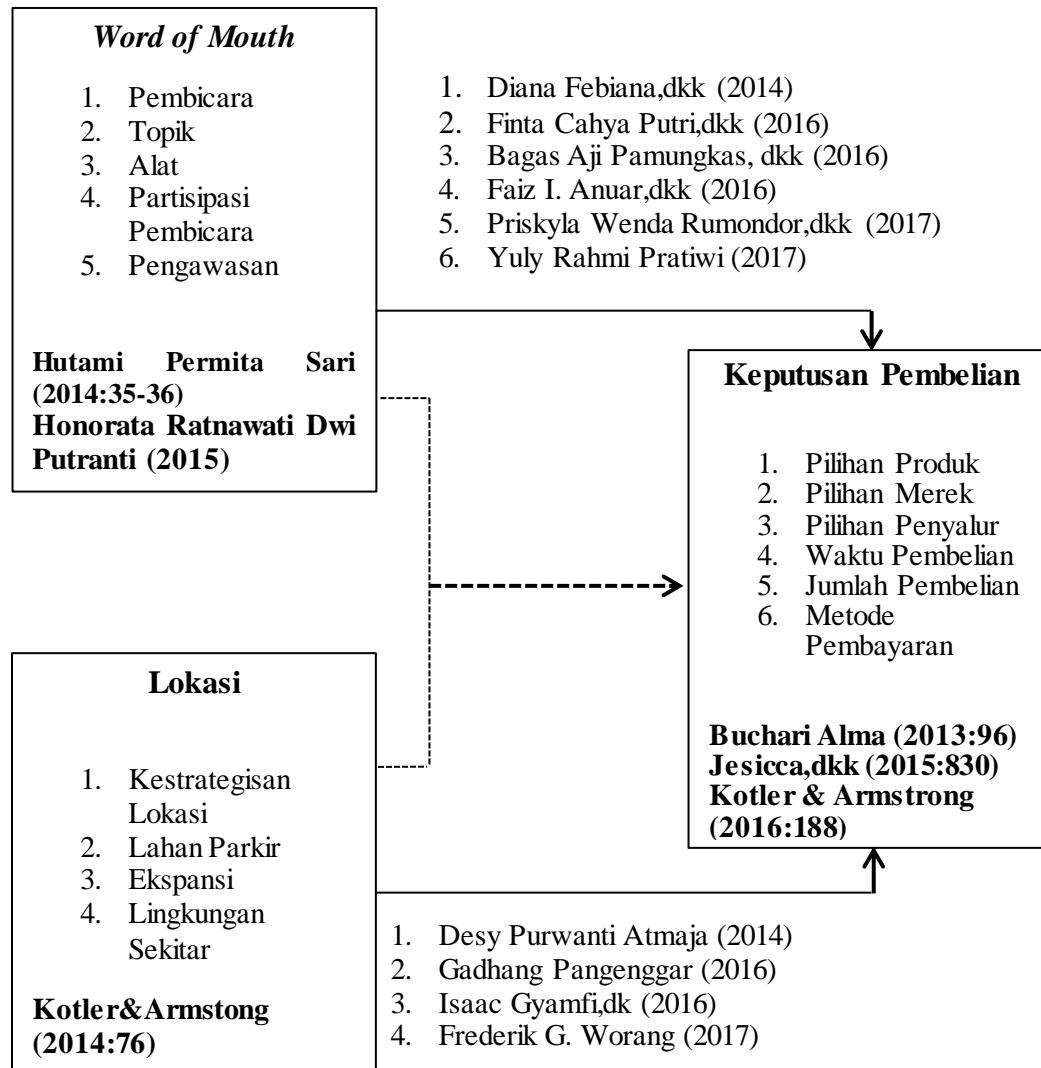 Word of Mouth
1. Pembicara
2. Topik
3. Alat
4. Partisipasi
Pembicara
5. Pengawasan
Hutami Permita Sari
(2014:35-36)
Honorata Ratnawati Dwi
Putranti (2015)
1. Diana Febiana,dkk (2014)
2. Finta Cahya Putri,dkk (2016)
3. Bagas Aji Pamungkas, dkk (2016)
4. Faiz I. Anuar,dkk (2016)
5. Priskyla Wenda Rumondor,dkk (2017)
6. Yuly Rahmi Pratiwi (2017)
Keputusan Pembelian
1. Pilihan Produk
2. Pilihan Merek
3. Pilihan Penyalur
4. Waktu Pembelian
5. Jumlah Pembelian
6. Metode
Pembayaran
Buchari Alma (2013:96)
Jesicca,dkk (2015:830)
Kotler & Armstrong
(2016:188)
Lokasi
1. Kestrategisan
Lokasi
2. Lahan Parkir
3. Ekspansi
4. Lingkungan
Sekitar
Kotler&Armstong
(2014:76)
1. Desy Purwanti Atmaja (2014)
2. Gadhang Pangenggar (2016)
3. Isaac Gyamfi,dk (2016)
4. Frederik G. Worang (2017)